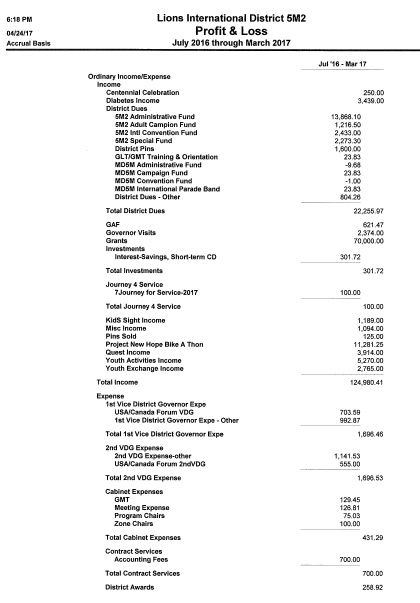 6:18 PM
Lions International District 5M2
04/24/17
Profit & Loss
Accrual Basis
July 2016 through March 2017
Jul '16 - Mar 17
Ordinary Income/Expense
Income
Centennial Celebration 250.00
Diabetes Income 3,439.00
District Dues
5M2 Administrative Fund 13,868.10
5M2 Adult Campion Fund 1,216.50
5M2 Intl Convention Fund 2,433.00
5M2 Special Fund 2,273.30
District Pins 1,600.00
GLT/GMT Training & Orientation 23.83
MD5M Administrative Fund -9.68
MD5M Campaign Fund 23.83
MD5M Convention Fund -1.00
MD5M International Parade Band 23.83
District Dues - Other 804.26
Total District Dues 22,255.97
GAF 621.47
Governor Visits 2,374.00
Grants 70,000.00
Investments
Interest-Savings, Short-term CD 301.72
Total Investments 301.72
Journey 4 Service
7Journey for Service-2017 100.00
Total Journey 4 Service 100.00
KidS Sight Income 1,189.00
Misc Income 1,094.00
Pins Sold 125.00
Project New Hope Bike A Thon 11,281.25
Quest Income 3,914.00
Youth Activities Income 5,270.00
Youth Exchange Income 2,765.00
Total Income 124,980.41
Expense
1st Vice District Governor Expe
USA/Canada Forum VDG 703.59
1st Vice District Governor Expe - Other 992.87
Total 1st Vice District Governor Expe 1,696.46
2nd VDG Expense
2nd VDG Expense-other 1,141.53
USA/Canada Forum 2ndVDG 555.00
Total 2nd VDG Expense 1,696.53
Cabinet Expenses
GMT 129.45
Meeting Expense 126.81
Program Chairs 75.03
Zone Chairs 100.00
Total Cabinet Expenses 431.29
Contract Services
Accounting Fees 700.00
Total Contract Services 700.00
District Awards 258.92